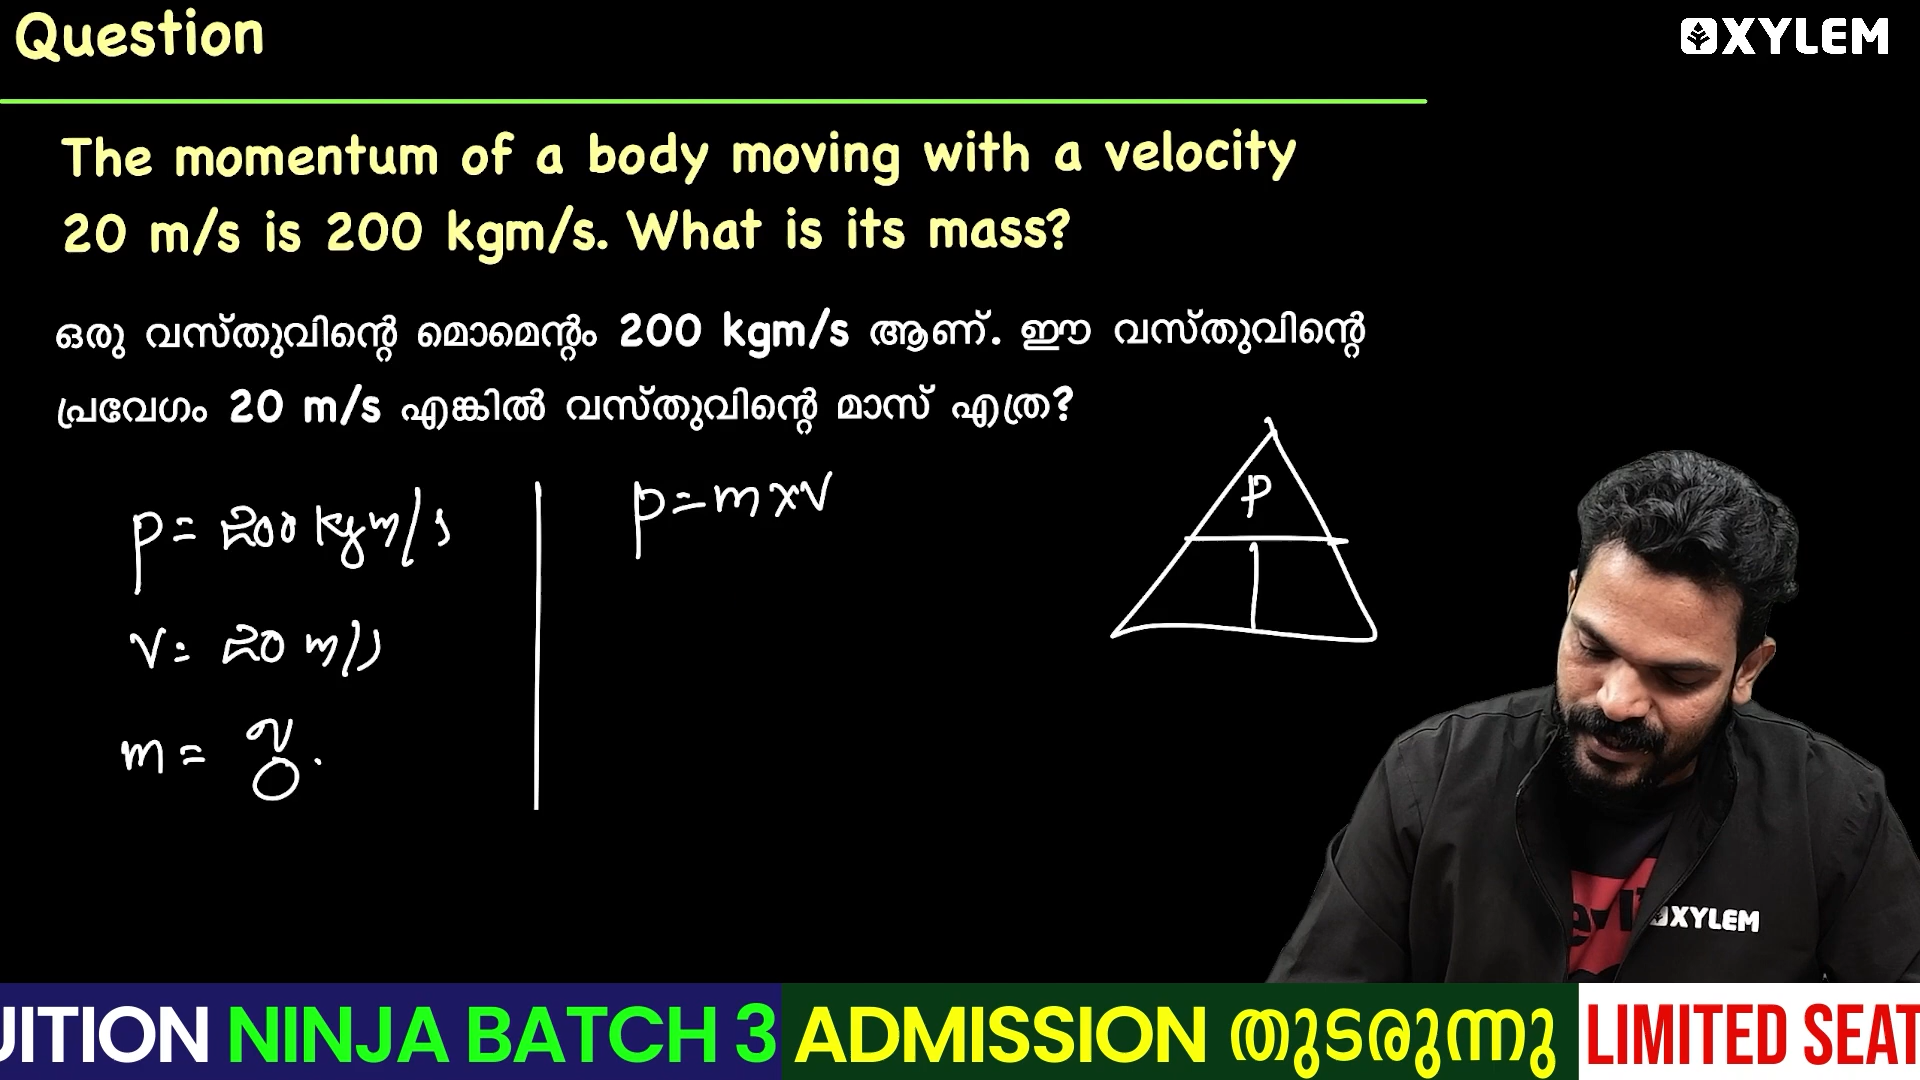 Question
XYLEM
The momentum of a body moving with a velocity
20 m/s is 200 kgm/s. What is its mass?
ഒരു വസ്തുവിന്റെ മൊമെന്റം 200 kgm/s ആണ്. ഈ വസ്തുവിന്റെ
പ്രവേഗം 20 m/s എങ്കിൽ വസ്തുവിന്റെ മാസ് എത്ര?
p = 200 kgm/s
v = 20 m/s
m =
p = m x v
p
XYLEM
UITION NINJA BATCH 3 ADMISSION തുടരുന്നു LIMITED SEAT